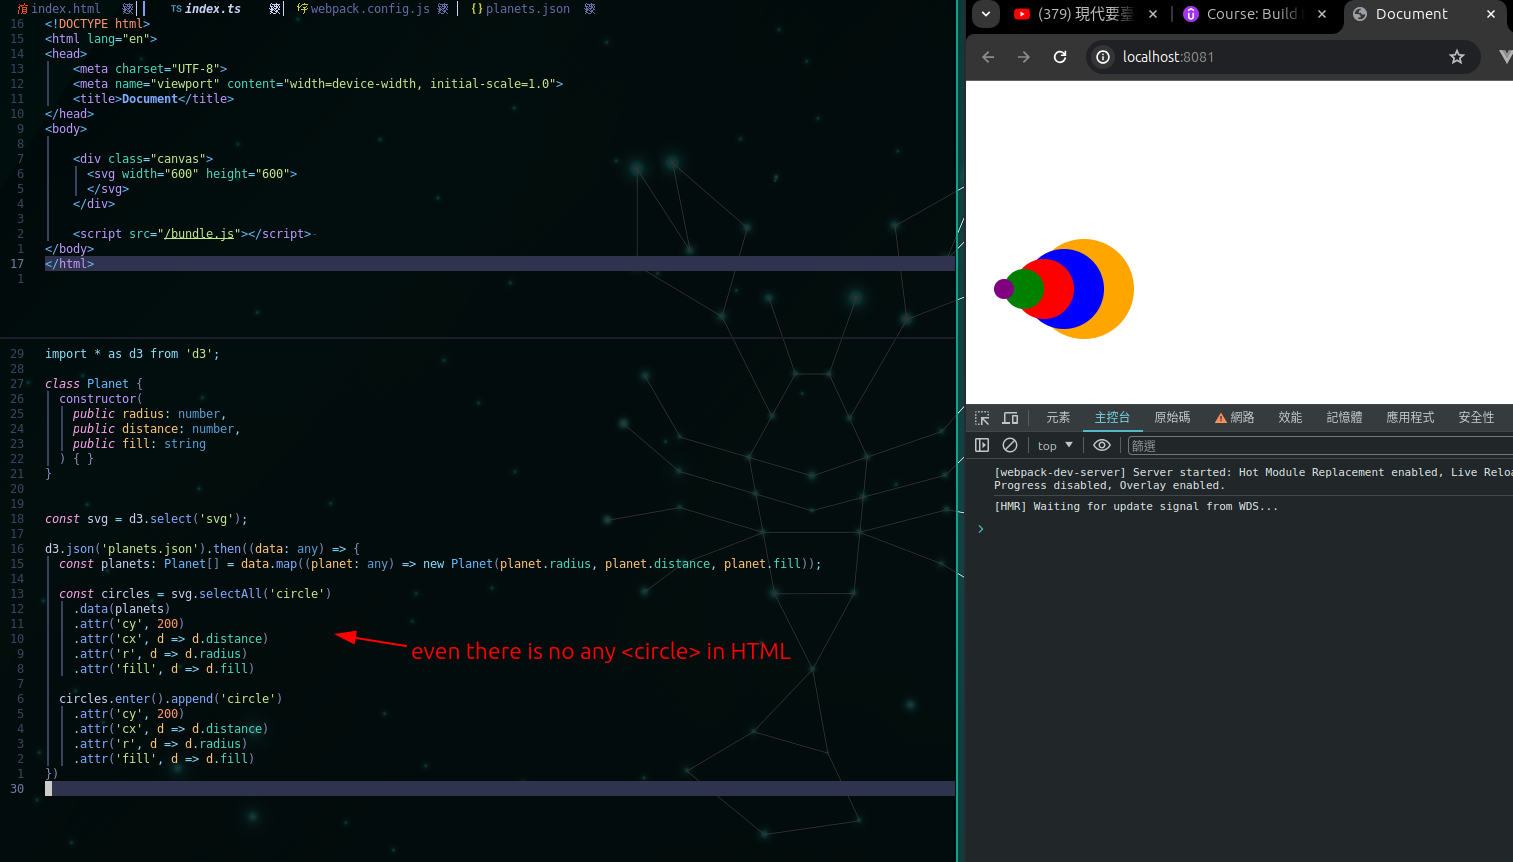 index.html
TS index.ts
webpack.config.js
{} planets.json
16 <!DOCTYPE html>
15 <html lang="en">
14 <head>
13 <meta charset="UTF-8">
12 <meta name="viewport" content="width=device-width, initial-scale=1.0">
11 <title>Document</title>
10 </head>
9 <body>
8
7 <div class="canvas">
6 <svg width="600" height="600">
5 </svg>
4 </div>
3
2 <script src="/bundle.js"></script>
1 </body>
17 </html>
1
29 import * as d3 from 'd3';
28
27 class Planet {
26 constructor(
25 public radius: number,
24 public distance: number,
23 public fill: string
22 ) { }
21 }
20
19
18 const svg = d3.select('svg');
17
16 d3.json('planets.json').then((data: any) => {
15 const planets: Planet[] = data.map((planet: any) => new Planet(planet.radius, planet.distance, planet.fill));
14
13 const circles = svg.selectAll('circle')
12 .data(planets)
11 .attr('cy', 200)
10 .attr('cx', d => d.distance)
9 .attr('r', d => d.radius)
8 .attr('fill', d => d.fill)
7
6 circles.enter().append('circle')
5 .attr('cy', 200)
4 .attr('cx', d => d.distance)
3 .attr('r', d => d.radius)
2 .attr('fill', d => d.fill)
1 })
30
even there is no any <circle> in HTML
(379) 現代要臺
Course: Build
Document
localhost:8081
元素 主控台 原始碼 網路 效能 記憶體 應用程式 安全性
top 篩選
[webpack-dev-server] Server started: Hot Module Replacement enabled, Live Reloa
Progress disabled, Overlay enabled.
[HMR] Waiting for update signal from WDS...